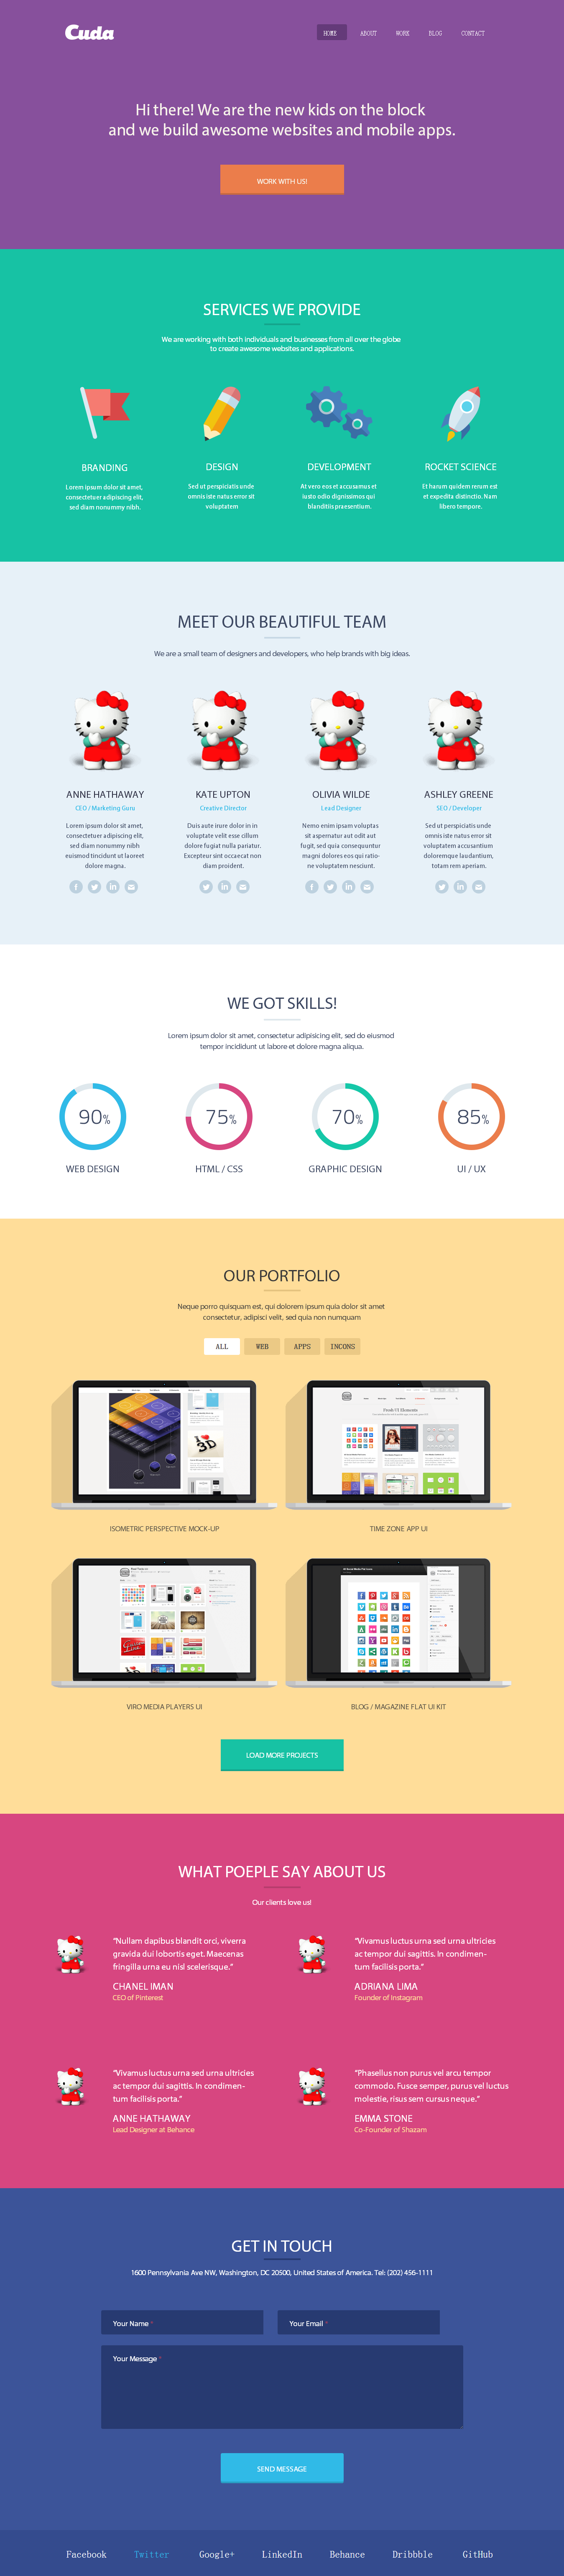 Cuda
HOME ABOUT WORK BLOG CONTACT
Hi there! We are the new kids on the block
and we build awesome websites and mobile apps.
WORK WITH US!
SERVICES WE PROVIDE
We are working with both individuals and businesses from all over the globe
to create awesome websites and applications.
BRANDING
Lorem ipsum dolor sit amet,
consectetuer adipiscing elit,
sed diam nonummy nibh.
DESIGN
Sed ut perspiciatis unde
omnis iste natus error sit
voluptatem
DEVELOPMENT
At vero eos et accusamus et
iusto odio dignissimos qui
blanditiis praesentium.
ROCKET SCIENCE
Et harum quidem rerum est
et expedita distinctio. Nam
libero tempore.
MEET OUR BEAUTIFUL TEAM
We are a small team of designers and developers, who help brands with big ideas.
ANNE HATHAWAY
CEO / Marketing Guru
Lorem ipsum dolor sit amet,
consectetuer adipiscing elit,
sed diam nonummy nibh
euismod tincidunt ut laoreet
dolore magna.
KATE UPTON
Creative Director
Duis aute irure dolor in in
voluptate velit esse cillum
dolore fugiat nulla pariatur.
Excepteur sint occaecat non
diam proident.
OLIVIA WILDE
Lead Designer
Nemo enim ipsam voluptas
sit aspernatur aut odit aut
fugit, sed quia consequuntur
magni dolores eos qui ratio-
ne voluptatem nesciunt.
ASHLEY GREENE
SEO / Developer
Sed ut perspiciatis unde
omnis iste natus error sit
voluptatem accusantium
doloremque laudantium,
totam rem aperiam.
WE GOT SKILLS!
Lorem ipsum dolor sit amet, consectetur adipisicing elit, sed do eiusmod
tempor incididunt ut labore et dolore magna aliqua.
90%
WEB DESIGN
75%
HTML / CSS
70%
GRAPHIC DESIGN
85%
UI / UX
OUR PORTFOLIO
Neque porro quisquam est, qui dolorem ipsum quia dolor sit amet
consectetur, adipisci velit, sed quia non numquam
ALL WEB APPS INCONS
I 3D
Fresh UI Elements
ISOMETRIC PERSPECTIVE MOCK-UP
TIME ZONE APP UI
VIRO MEDIA PLAYERS UI
BLOG / MAGAZINE FLAT UI KIT
LOAD MORE PROJECTS
WHAT POEPLE SAY ABOUT US
Our clients love us!
“Nullam dapibus blandit orci, viverra
gravida dui lobortis eget. Maecenas
fringilla urna eu nisl scelerisque.”
CHANEL IMAN
CEO of Pinterest
“Vivamus luctus urna sed urna ultricies
ac tempor dui sagittis. In condimen-
tum facilisis porta.”
ADRIANA LIMA
Founder of Instagram
“Vivamus luctus urna sed urna ultricies
ac tempor dui sagittis. In condimen-
tum facilisis porta.”
ANNE HATHAWAY
Lead Designer at Behance
“Phasellus non purus vel arcu tempor
commodo. Fusce semper, purus vel luctus
molestie, risus sem cursus neque.”
EMMA STONE
Co-Founder of Shazam
GET IN TOUCH
1600 Pennsylvania Ave NW, Washington, DC 20500, United States of America. Tel: (202) 456-1111
Your Name *
Your Email *
Your Message *
SEND MESSAGE
Facebook Twitter Google+ LinkedIn Behance Dribbble GitHub